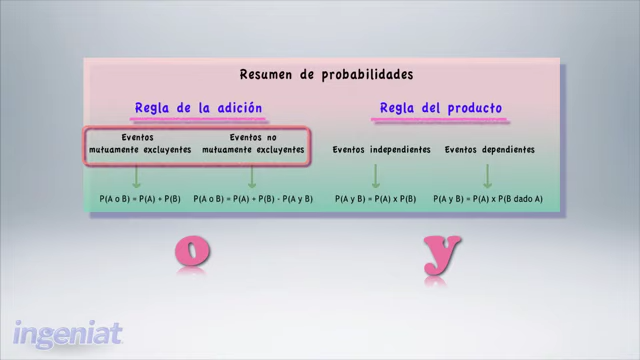 Resumen de probabilidades
Regla de la adición
Regla del producto
Eventos
mutuamente excluyentes
Eventos no
mutuamente excluyentes
Eventos independientes
Eventos dependientes
P(A o B) = P(A) + P(B)
P(A o B) = P(A) + P(B) - P(A y B)
P(A y B) = P(A) x P(B)
P(A y B) = P(A) x P(B dado A)
o
y
ingeniat